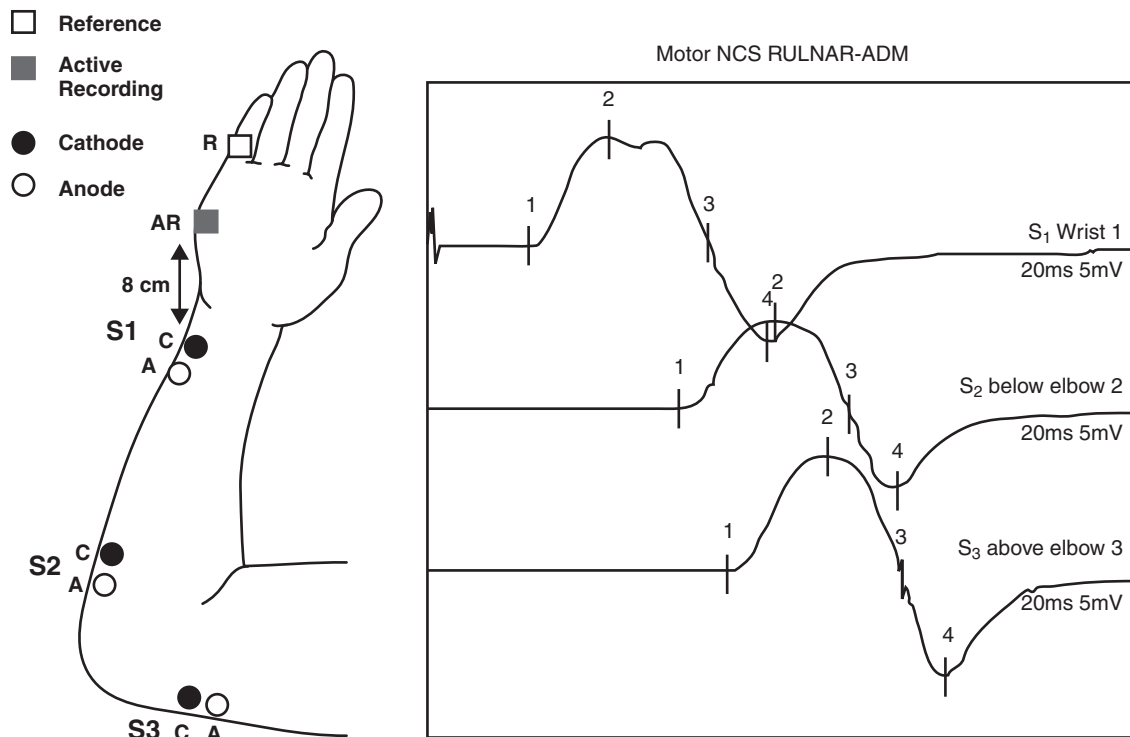 Reference
Active
Recording
Cathode
Anode
R
AR
8 cm
S1
C
A
S2
C
A
S3
C A
Motor NCS RULNAR-ADM
1
2
3
4
S₁ Wrist 1
20ms 5mV
1
2
3
4
S₂ below elbow 2
20ms 5mV
1
2
3
4
S₃ above elbow 3
20ms 5mV